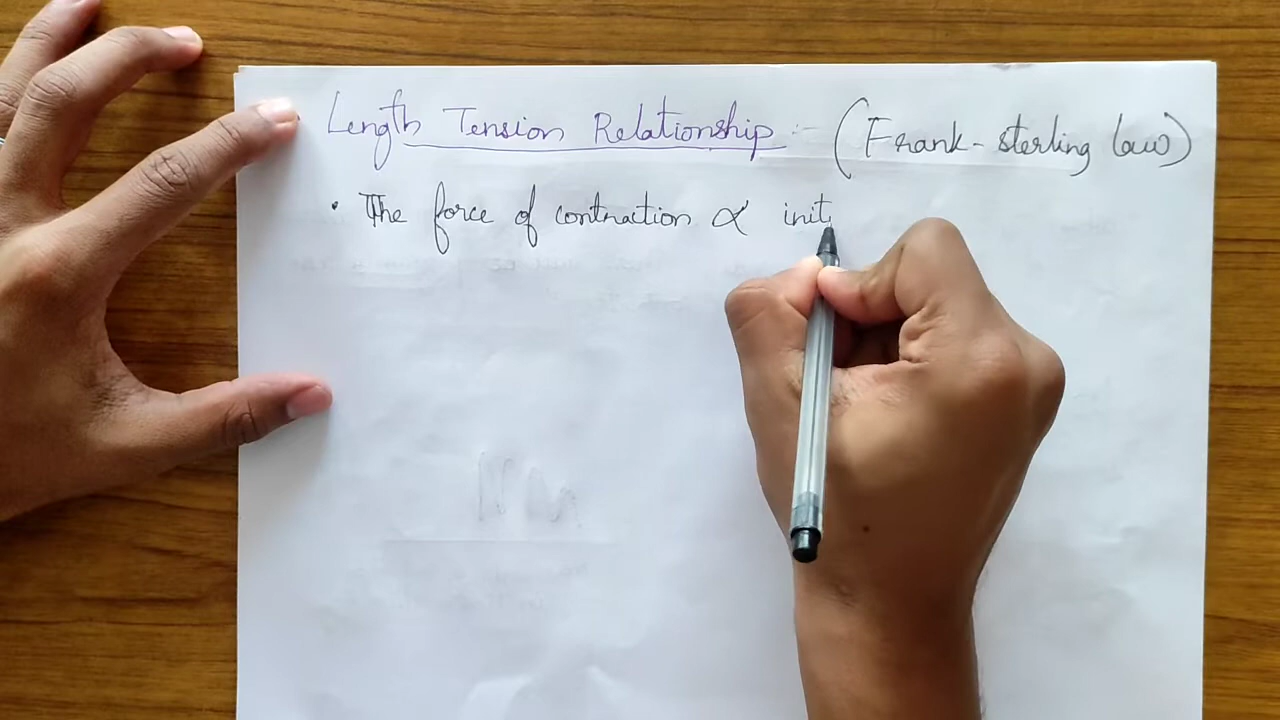 Length Tension Relationship :- (Frank-sterling law)
• The force of contraction ∝ init